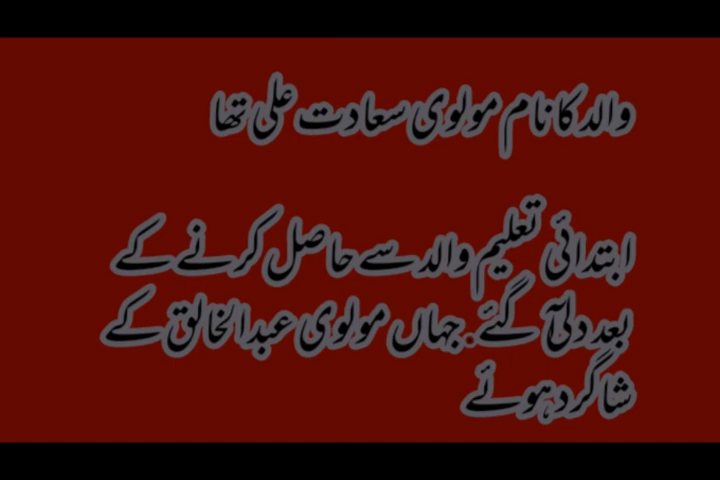 والد کا نام مولوی سعادت علی تھا
ابتدائی تعلیم والد سے حاصل کرنے کے
بعد دلی آ گئے. جہاں مولوی عبدالخالق کے
شاگرد ہوئے